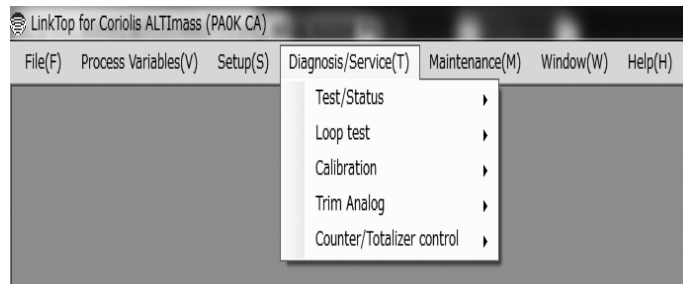 LinkTop for Coriolis ALTImass (PA0K CA)
File(F) Process Variables(V) Setup(S) Diagnosis/Service(T) Maintenance(M) Window(W) Help(H)
Test/Status
Loop test
Calibration
Trim Analog
Counter/Totalizer control